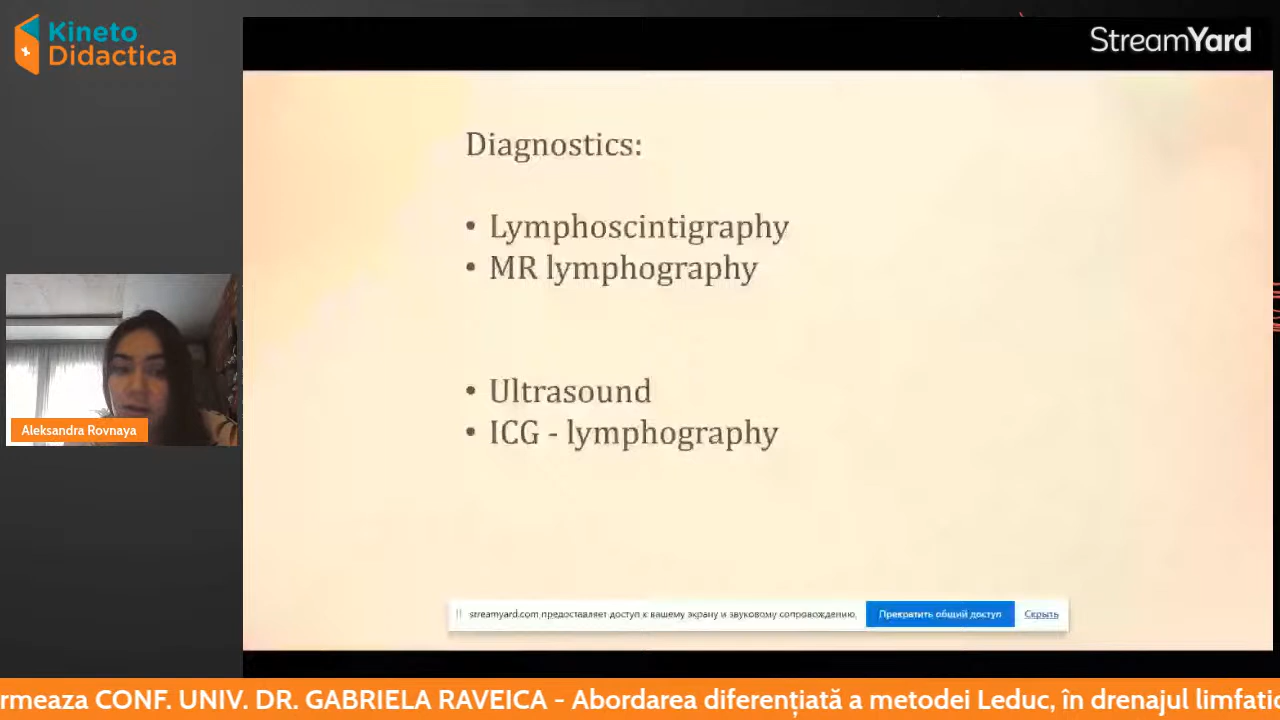 Kineto
Didactica
StreamYard
Diagnostics:
• Lymphoscintigraphy
• MR lymphography
• Ultrasound
• ICG - lymphography
Aleksandra Rovnaya
streamyard.com предоставляет доступ к вашему экрану и звуковому сопровождению.
Прекратить общий доступ
Скрыть
rmeaza CONF. UNIV. DR. GABRIELA RAVEICA - Abordarea diferențiată a metodei Leduc, în drenajul limfatic